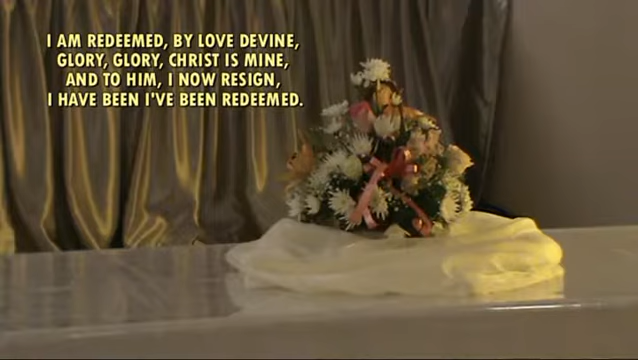 I AM REDEEMED, BY LOVE DEVINE,
GLORY, GLORY, CHRIST IS MINE,
AND TO HIM, I NOW RESIGN,
I HAVE BEEN I'VE BEEN REDEEMED.